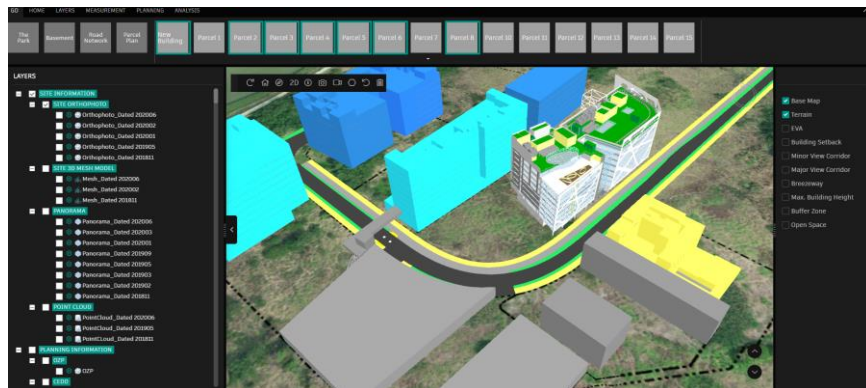 GD HOME LAYERS MEASUREMENT PLANNING ANALYSIS
The Park
Basement
Road Network
Parcel Plan
New Building
Parcel 1
Parcel 2
Parcel 3
Parcel 4
Parcel 5
Parcel 6
Parcel 7
Parcel 8
Parcel 10
Parcel 11
Parcel 12
Parcel 13
Parcel 14
Parcel 15
LAYERS
SITE INFORMATION
SITE ORTHOPHOTO
Orthophoto_Dated 202006
Orthophoto_Dated 202002
Orthophoto_Dated 202001
Orthophoto_Dated 201905
Orthophoto_Dated 201811
SITE 3D MESH MODEL
Mesh_Dated 202006
Mesh_Dated 202002
Mesh_Dated 201811
PANORAMA
Panorama_Dated 202006
Panorama_Dated 202003
Panorama_Dated 202001
Panorama_Dated 201909
Panorama_Dated 201905
Panorama_Dated 201903
Panorama_Dated 201902
Panorama_Dated 201811
POINT CLOUD
PointCloud_Dated 202006
PointCloud_Dated 201905
PointCLoud_Dated 201811
PLANNING INFORMATION
OZP
OZP
2D
Base Map
Terrain
EVA
Building Setback
Minor View Corridor
Major View Corridor
Breezeway
Max. Building Height
Buffer Zone
Open Space